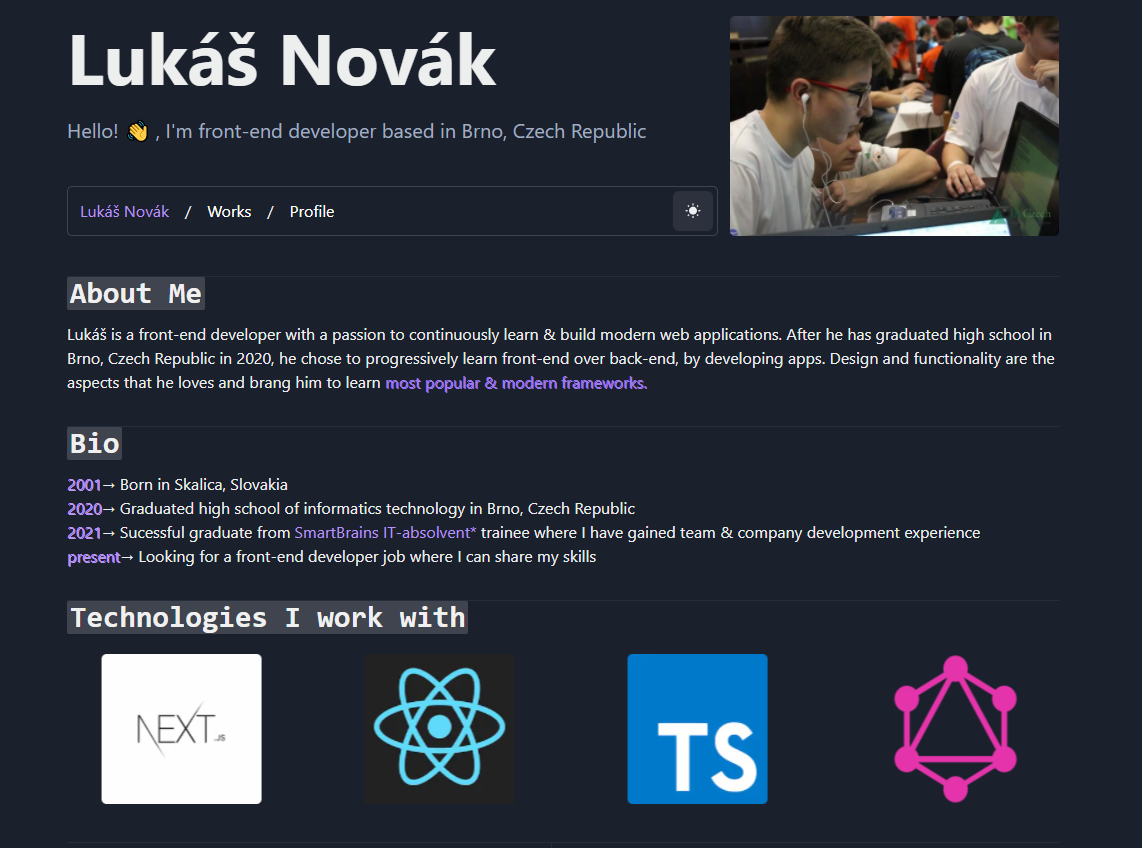 Lukáš Novák
Hello! 👋 , I'm front-end developer based in Brno, Czech Republic
Lukáš Novák / Works / Profile
Czech
About Me
Lukáš is a front-end developer with a passion to continuously learn & build modern web applications. After he has graduated high school in
Brno, Czech Republic in 2020, he chose to progressively learn front-end over back-end, by developing apps. Design and functionality are the
aspects that he loves and brang him to learn most popular & modern frameworks.
Bio
2001→ Born in Skalica, Slovakia
2020→ Graduated high school of informatics technology in Brno, Czech Republic
2021→ Sucessful graduate from SmartBrains IT-absolvent* trainee where I have gained team & company development experience
present→ Looking for a front-end developer job where I can share my skills
Technologies I work with
NEXT.JS
TS